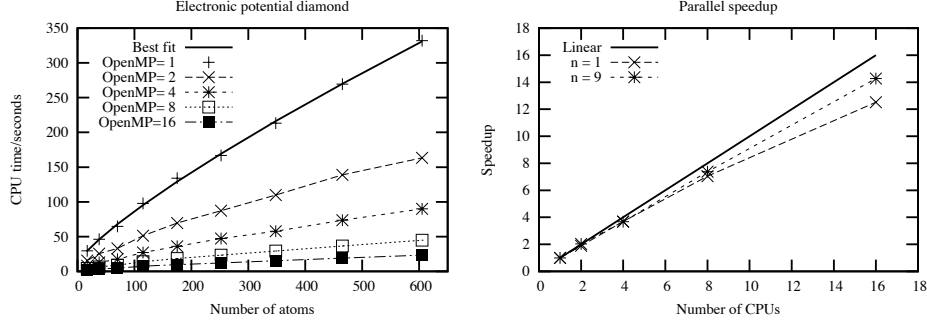 Electronic potential diamond
350
300
250
200
150
100
50
0
CPU time/seconds
Best fit
OpenMP= 1
OpenMP= 2
OpenMP= 4
OpenMP= 8
OpenMP=16
0 100 200 300 400 500 600
Number of atoms
Parallel speedup
18
16
14
12
10
8
6
4
2
0
Speedup
Linear
n = 1
n = 9
0 2 4 6 8 10 12 14 16 18
Number of CPUs